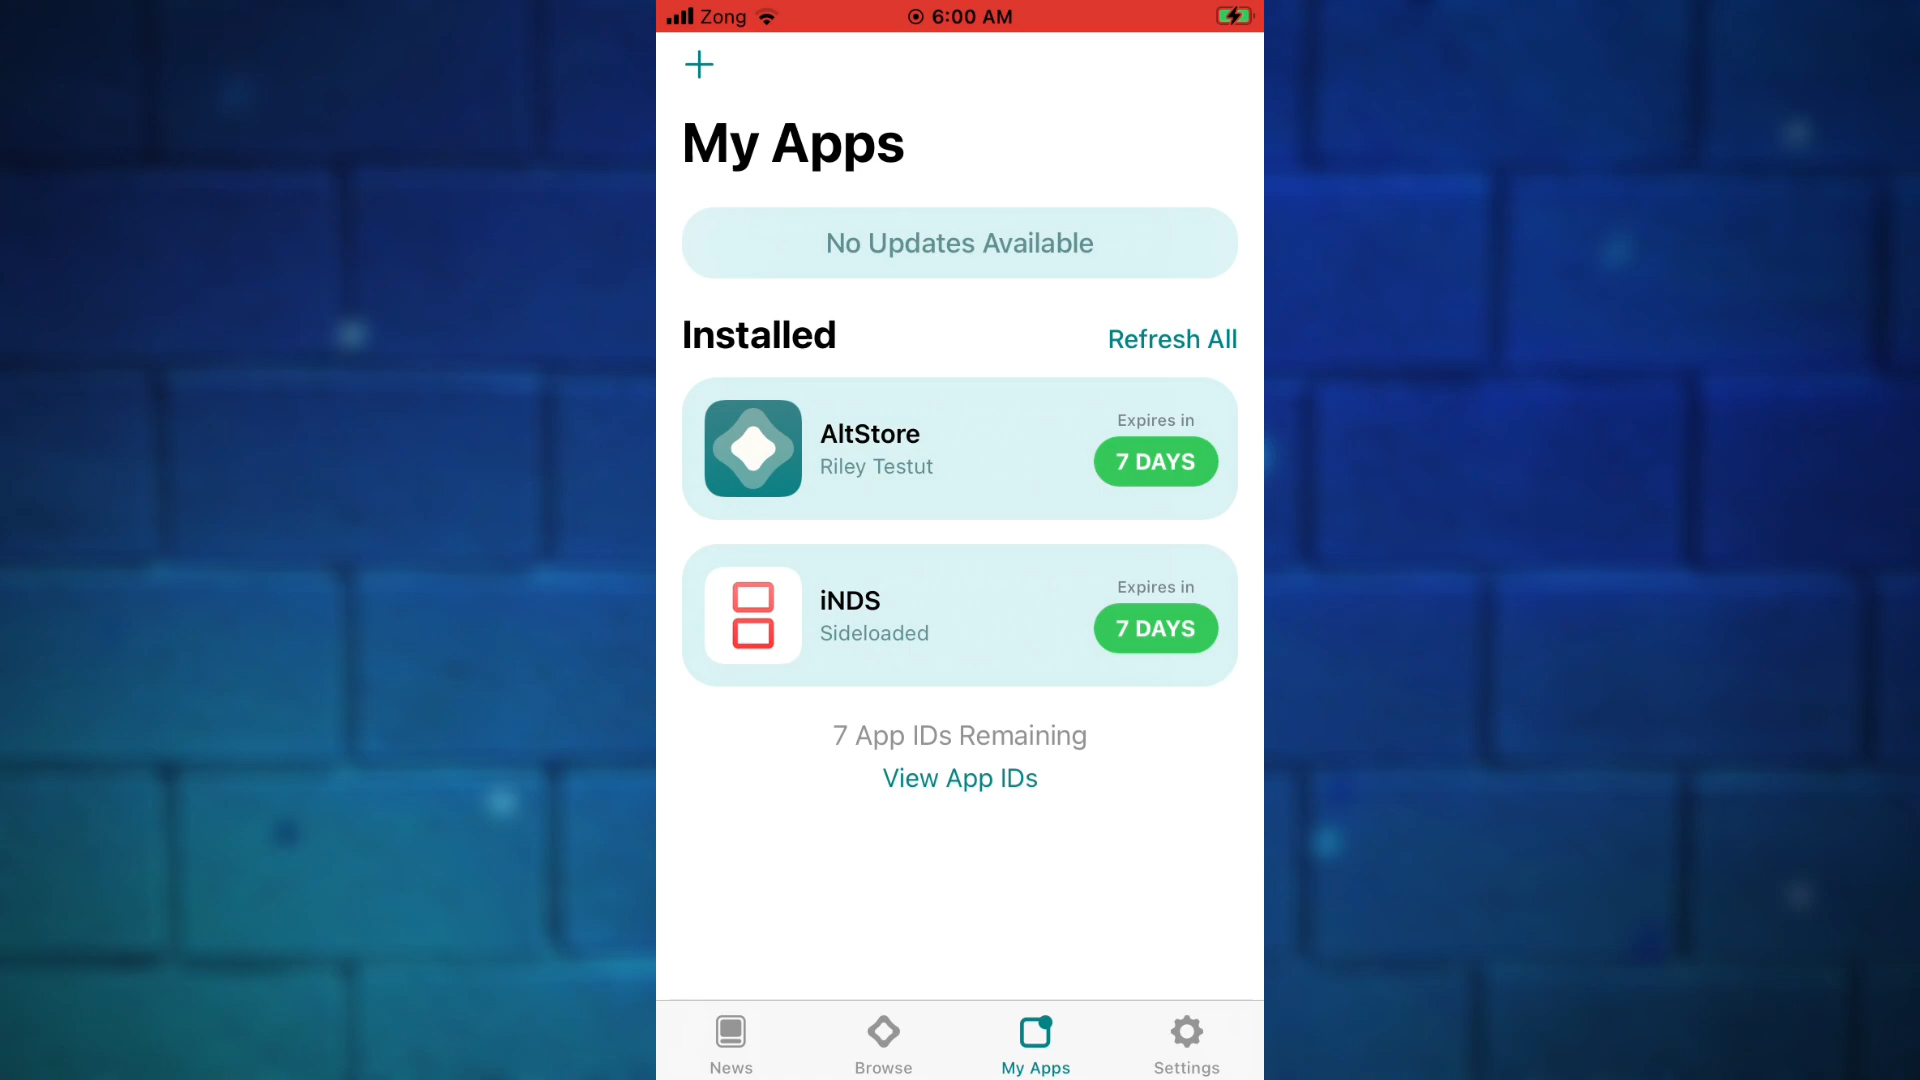 Zong
6:00 AM
My Apps
No Updates Available
Installed
Refresh All
AltStore
Riley Testut
Expires in
7 DAYS
iNDS
Sideloaded
Expires in
7 DAYS
7 App IDs Remaining
View App IDs
News
Browse
My Apps
Settings